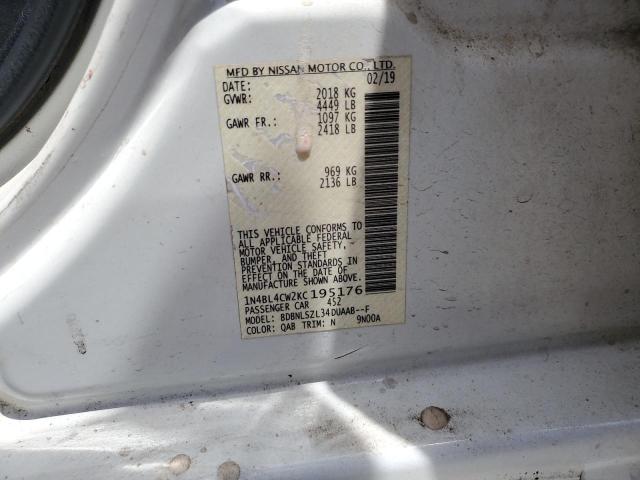 MFD BY NISSAN MOTOR CO., LTD.
DATE: 02/19
GVWR: 2018 KG
4449 LB
GAWR FR.: 1097 KG
2418 LB
GAWR RR.: 969 KG
2136 LB
THIS VEHICLE CONFORMS TO
ALL APPLICABLE FEDERAL
MOTOR VEHICLE SAFETY,
BUMPER, AND THEFT
PREVENTION STANDARDS IN
EFFECT ON THE DATE OF
MANUFACTURE SHOWN ABOVE.
1N4BL4CW2KC195176
PASSENGER CAR 4S2
MODEL: BDBNLSZL34DUAAB--F
COLOR: QAB TRIM: N 9N00A